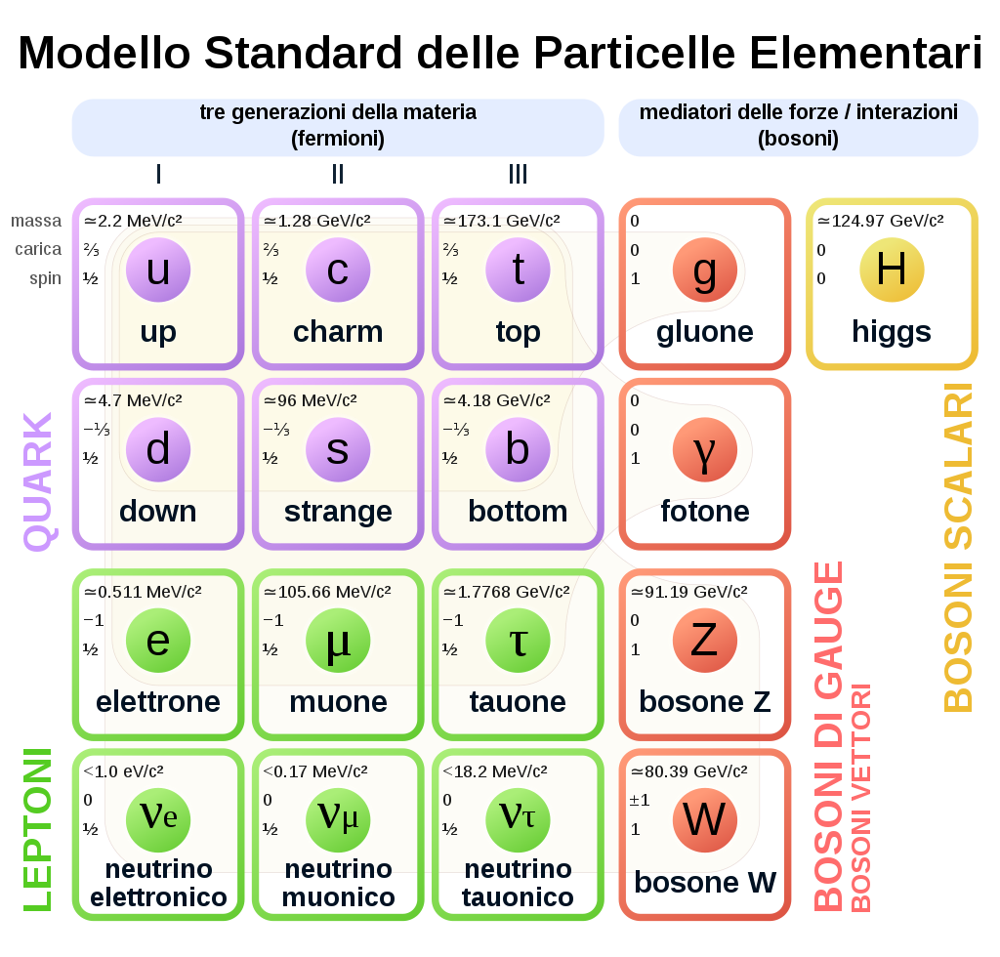 Modello Standard delle Particelle Elementari
tre generazioni della materia
(fermioni)
mediatori delle forze / interazioni
(bosoni)
I
II
III
massa
carica
spin
≃2.2 MeV/c²
⅔
½
u
up
≃1.28 GeV/c²
⅔
½
c
charm
≃173.1 GeV/c²
⅔
½
t
top
0
0
1
g
gluone
≃124.97 GeV/c²
0
0
H
higgs
QUARK
≃4.7 MeV/c²
−⅓
½
d
down
≃96 MeV/c²
−⅓
½
s
strange
≃4.18 GeV/c²
−⅓
½
b
bottom
0
0
1
γ
fotone
≃0.511 MeV/c²
−1
½
e
elettrone
≃105.66 MeV/c²
−1
½
μ
muone
≃1.7768 GeV/c²
−1
½
τ
tauone
≃91.19 GeV/c²
0
1
Z
bosone Z
LEPTONI
<1.0 eV/c²
0
½
νe
neutrino
elettronico
<0.17 MeV/c²
0
½
νμ
neutrino
muonico
<18.2 MeV/c²
0
½
ντ
neutrino
tauonico
≃80.39 GeV/c²
±1
1
W
bosone W
BOSONI DI GAUGE
BOSONI VETTORI
BOSONI SCALARI